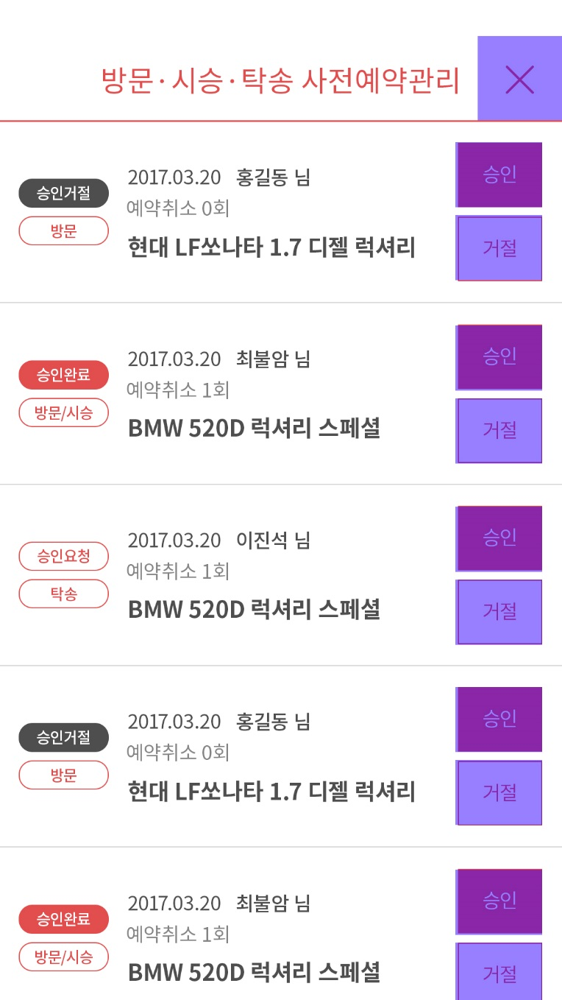 방문·시승·탁송 사전예약관리
승인거절
방문
2017.03.20 홍길동 님
예약취소 0회
현대 LF쏘나타 1.7 디젤 럭셔리
승인
거절
승인완료
방문/시승
2017.03.20 최불암 님
예약취소 1회
BMW 520D 럭셔리 스페셜
승인
거절
승인요청
탁송
2017.03.20 이진석 님
예약취소 1회
BMW 520D 럭셔리 스페셜
승인
거절
승인거절
방문
2017.03.20 홍길동 님
예약취소 0회
현대 LF쏘나타 1.7 디젤 럭셔리
승인
거절
승인완료
방문/시승
2017.03.20 최불암 님
예약취소 1회
BMW 520D 럭셔리 스페셜
승인
거절